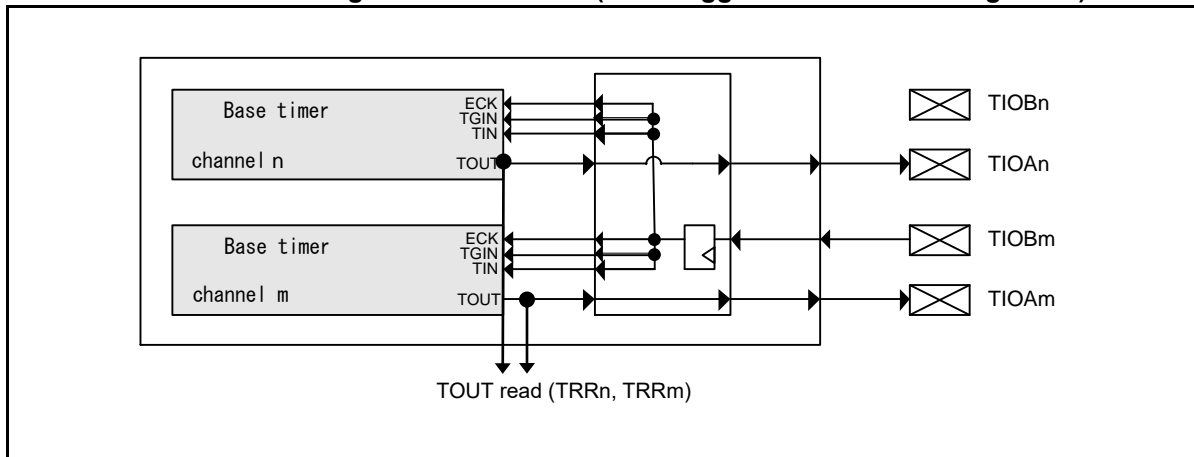 Base timer
ECK
TGIN
TIN
channel n
TOUT
TIOBn
TIOAn
Base timer
ECK
TGIN
TIN
channel m
TOUT
TIOBm
TIOAm
TOUT read (TRRn, TRRm)